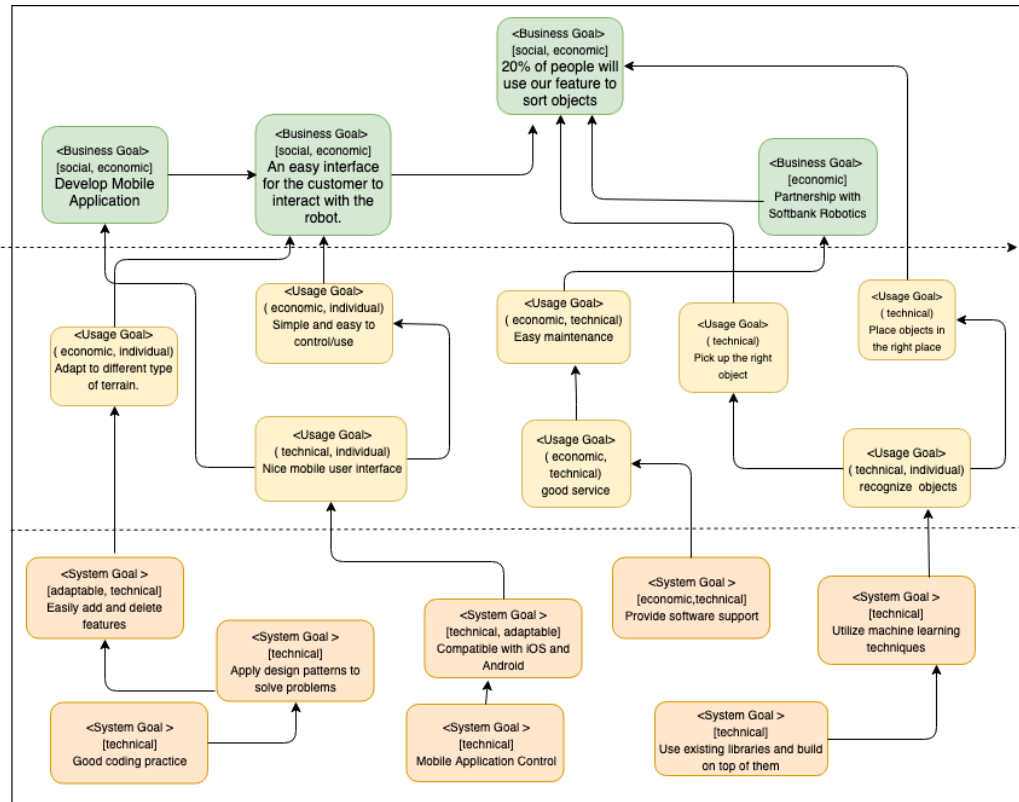 <Business Goal>
[social, economic]
20% of people will
use our feature to
sort objects
<Business Goal>
[social, economic]
Develop Mobile
Application
<Business Goal>
[social, economic]
An easy interface
for the customer to
interact with the
robot.
<Business Goal>
[economic]
Partnership with
Softbank Robotics
<Usage Goal>
( economic, individual)
Adapt to different type
of terrain.
<Usage Goal>
( economic, individual)
Simple and easy to
control/use
<Usage Goal>
( economic, technical)
Easy maintenance
<Usage Goal>
( technical)
Pick up the right
object
<Usage Goal>
( technical)
Place objects in
the right place
<Usage Goal>
( technical, individual)
Nice mobile user interface
<Usage Goal>
( economic,
technical)
good service
<Usage Goal>
( technical, individual)
recognize objects
<System Goal >
[adaptable, technical]
Easily add and delete
features
<System Goal >
[technical]
Apply design patterns to
solve problems
<System Goal >
[technical, adaptable]
Compatible with iOS and
Android
<System Goal >
[economic,technical]
Provide software support
<System Goal >
[technical]
Utilize machine learning
techniques
<System Goal >
[technical]
Good coding practice
<System Goal >
[technical]
Mobile Application Control
<System Goal >
[technical]
Use existing libraries and build
on top of them